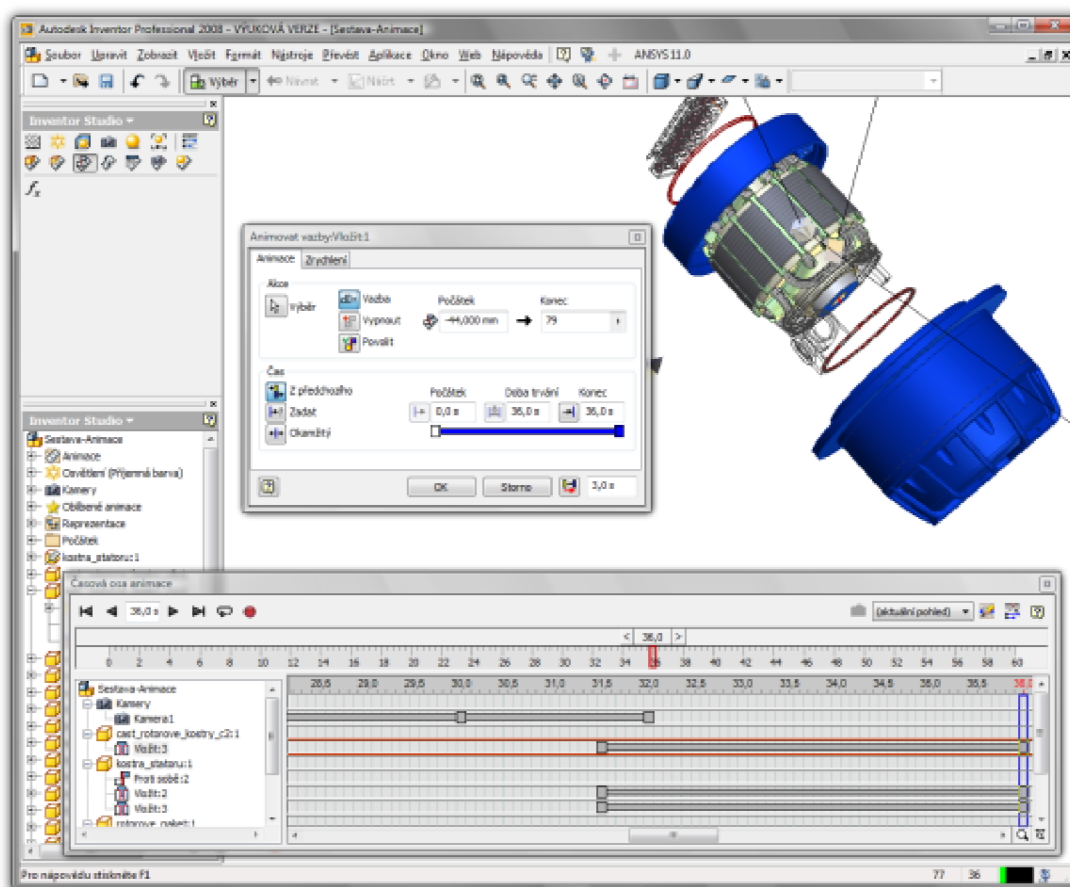 Autodesk Inventor Professional 2008 - VÝUKOVÁ VERZE - [Sestava-Animace]
Soubor Upravit Zobrazit Vložit Formát Nástroje Převést Aplikace Okno Web Nápověda ANSYS 11.0
Výběr Návrat Náčrt
Inventor Studio
fx
Animovat vazby:Vložit:1
Animace Zrychlení
Akce
Výběr Vazba Počátek Konec
Vypnout -44,000 mm 79
Povolit
Čas
Z předchozího Počátek Doba trvání Konec
Zadat 0,0 s 36,0 s 36,0 s
Okamžitý
OK Storno 3,0 s
Inventor Studio
Sestava-Animace
Animace
Osvětlení (Příjemná barva)
Kamery
Oblíbené animace
Reprezentace
Počátek
kostra_statoru:1
Časová osa animace
36,0 s (aktuální pohled)
< 36,0 >
0 2 4 6 8 10 12 14 16 18 20 22 24 26 28 30 32 34 36 38 40 42 44 46 48 50 52 54 56 58 60
28,5 29,0 29,5 30,0 30,5 31,0 31,5 32,0 32,5 33,0 33,5 34,0 34,5 35,0 35,5 36,0
Sestava-Animace
Kamery
Kamera1
cast_rotorove_kostry_c2:1
Vložit:3
kostra_statoru:1
Proti sobě:2
Vložit:2
Vložit:3
rotorove_paket:1
Pro nápovědu stiskněte F1 77 36